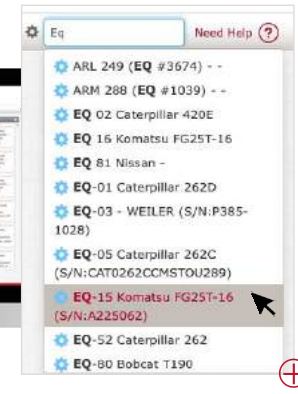 Eq Need Help ?
ARL 249 (EQ #3674) - -
ARM 288 (EQ #1039) - -
EQ 02 Caterpillar 420E
EQ 16 Komatsu FG25T-16
EQ 81 Nissan -
EQ-01 Caterpillar 262D
EQ-03 - WEILER (S/N:P385-
1028)
EQ-05 Caterpillar 262C
(S/N:CAT0262CCMSTOU289)
EQ-15 Komatsu FG25T-16
(S/N:A225062)
EQ-52 Caterpillar 262
EQ-80 Bobcat T190